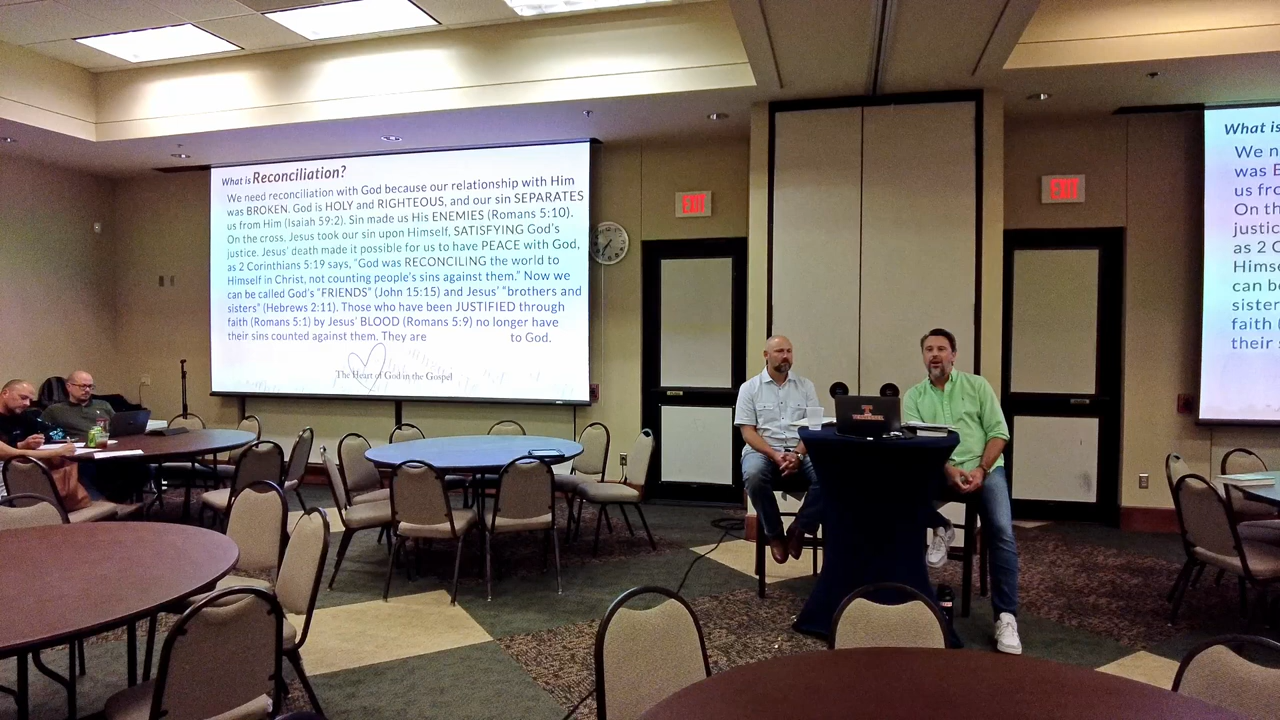 What is Reconciliation?
We need reconciliation with God because our relationship with Him
was BROKEN. God is HOLY and RIGHTEOUS, and our sin SEPARATES
us from Him (Isaiah 59:2). Sin made us His ENEMIES (Romans 5:10).
On the cross, Jesus took our sin upon Himself, SATISFYING God's
justice. Jesus' death made it possible for us to have PEACE with God,
as 2 Corinthians 5:19 says, "God was RECONCILING the world to
Himself in Christ, not counting people's sins against them." Now we
can be called God's "FRIENDS" (John 15:15) and Jesus' "brothers and
sisters" (Hebrews 2:11). Those who have been JUSTIFIED through
faith (Romans 5:1) by Jesus' BLOOD (Romans 5:9) no longer have
their sins counted against them. They are to God.
The Heart of God in the Gospel
EXIT
EXIT
T
TENNESSEE
What is
We n
was B
us fro
On th
justic
as 2 C
Himse
can be
sister
faith (
their s